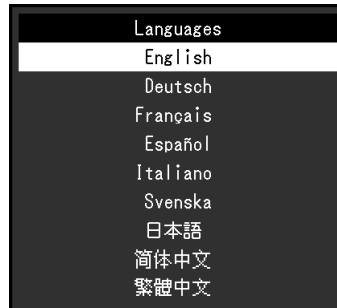 Languages
English
Deutsch
Français
Español
Italiano
Svenska
日本語
简体中文
繁體中文